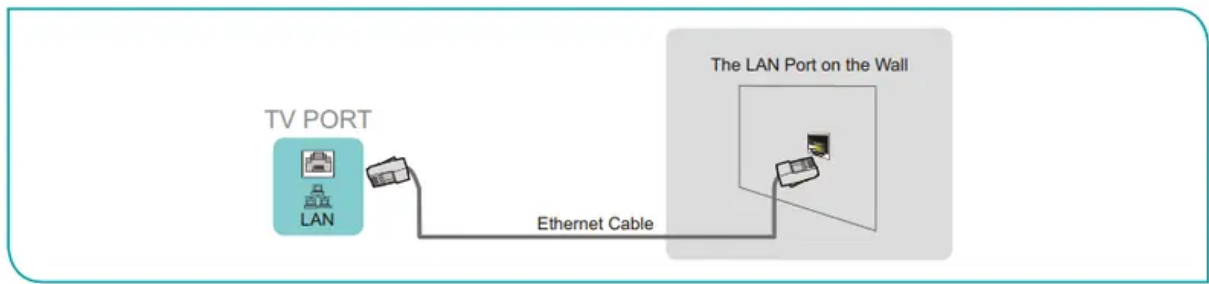 The LAN Port on the Wall
TV PORT
LAN
Ethernet Cable